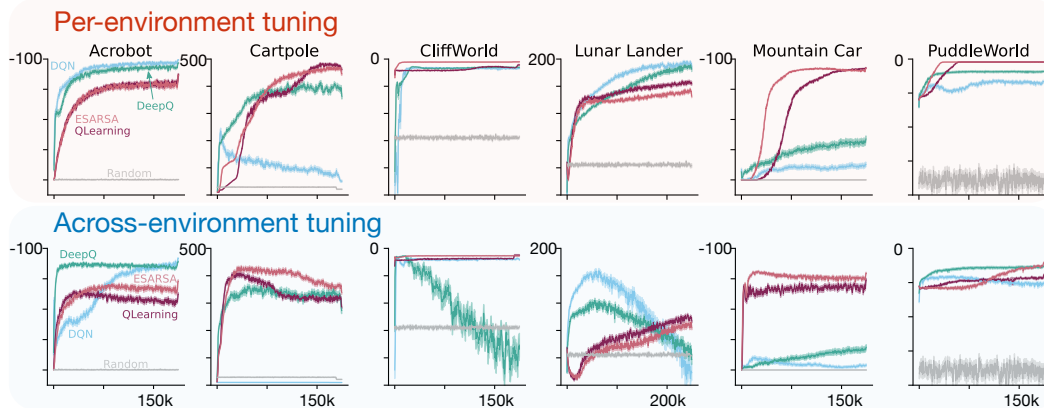 Per-environment tuning
Acrobot Cartpole CliffWorld Lunar Lander Mountain Car PuddleWorld
-100 500 0 200 -100 0
DQN
DeepQ
ESARSA
QLearning
Random
Across-environment tuning
-100 500 0 200 -100 0
DeepQ
ESARSA
QLearning
DQN
Random
150k 150k 150k 200k 150k 150k